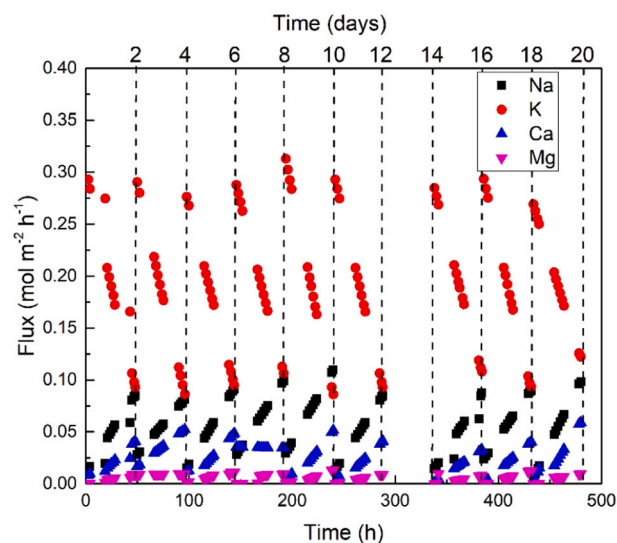 Time (days)
2 4 6 8 10 12 14 16 18 20
0.40
0.35
0.30
0.25
0.20
0.15
0.10
0.05
0.00
Flux (mol m⁻² h⁻¹)
Na
K
Ca
Mg
0 100 200 300 400 500
Time (h)